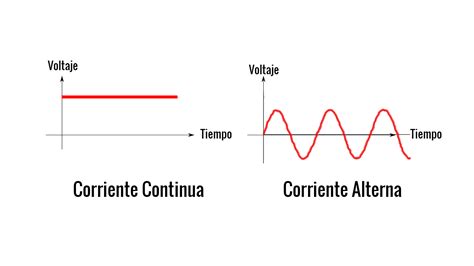 Voltaje
Tiempo
Corriente Continua
Voltaje
Tiempo
Corriente Alterna